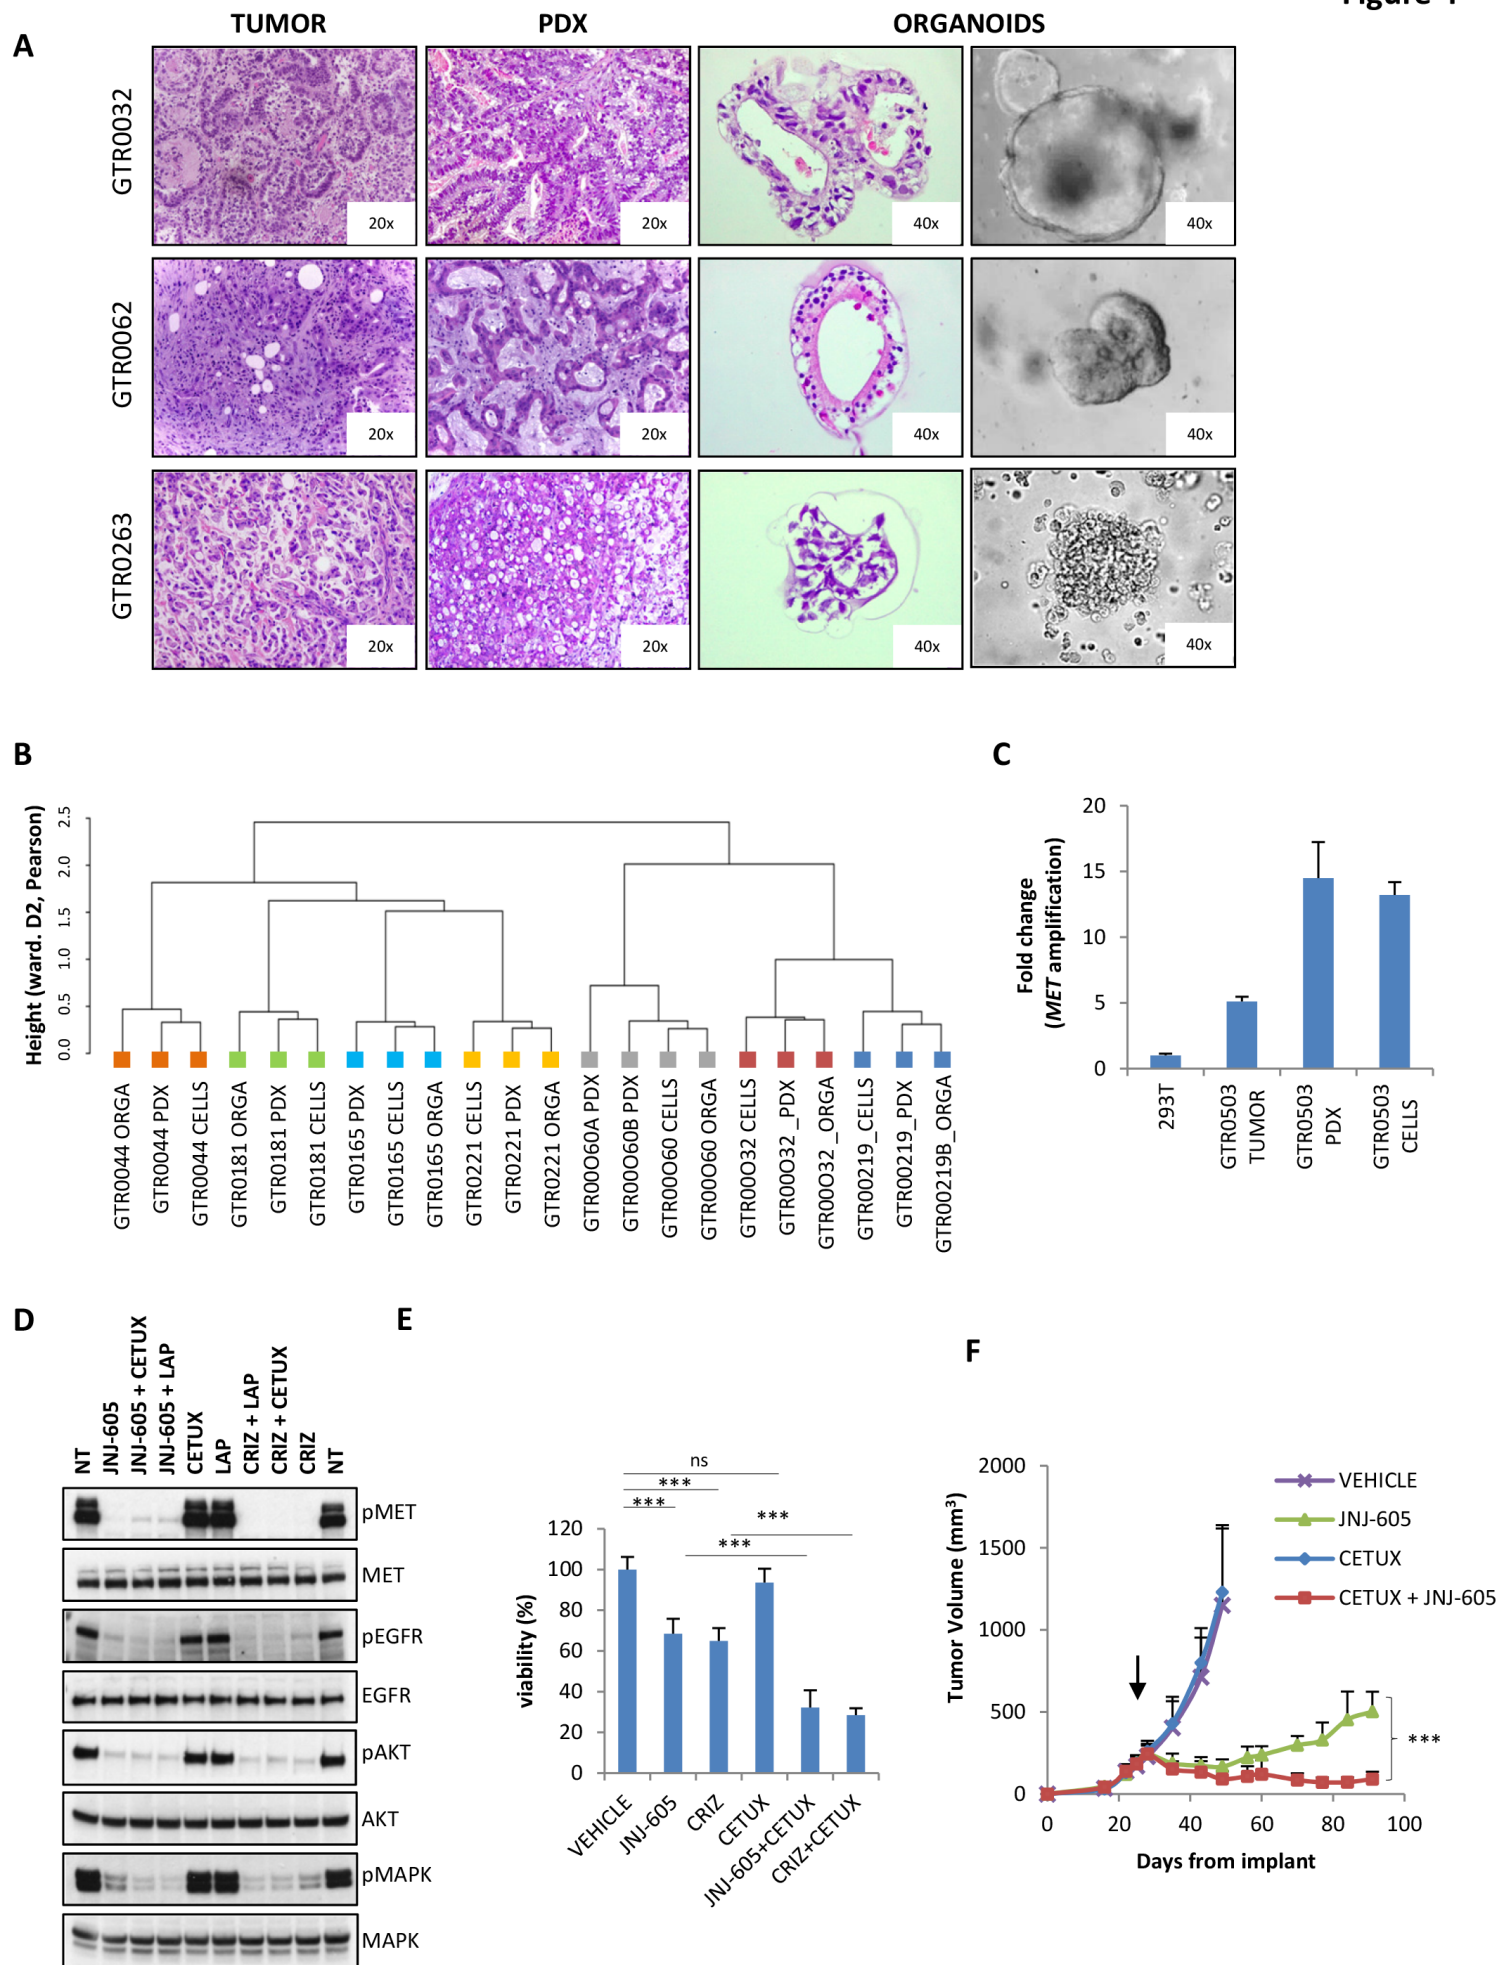 TUMOR PDX ORGANOIDS
A
GTR0032
20x 20x 40x 40x
GTR0062
20x 20x 40x 40x
GTR0263
20x 20x 40x 40x
B
Height (ward. D2, Pearson)
2.5
2.0
1.5
1.0
0.5
0.0
GTR0044 ORGA
GTR0044 PDX
GTR0044 CELLS
GTR0181 ORGA
GTR0181 PDX
GTR0181 CELLS
GTR0165 PDX
GTR0165 CELLS
GTR0165 ORGA
GTR0221 CELLS
GTR0221 PDX
GTR0221 ORGA
GTR00O60A PDX
GTR00O60B PDX
GTR00O60 CELLS
GTR00O60 ORGA
GTR00O32 CELLS
GTR00O32 _PDX
GTR00O32 _ORGA
GTR00219_CELLS
GTR00219_PDX
GTR00219B_ORGA
C
Fold change
(MET amplification)
20
15
10
5
0
293T
GTR0503
TUMOR
GTR0503
PDX
GTR0503
CELLS
D
NT
JNJ-605
JNJ-605 + CETUX
JNJ-605 + LAP
CETUX
LAP
CRIZ + LAP
CRIZ + CETUX
CRIZ
NT
pMET
MET
pEGFR
EGFR
pAKT
AKT
pMAPK
MAPK
E
ns
***
***
***
***
viability (%)
120
100
80
60
40
20
0
VEHICLE
JNJ-605
CRIZ
CETUX
JNJ-605+CETUX
CRIZ+CETUX
F
Tumor Volume (mm³)
2000
1500
1000
500
0
VEHICLE
JNJ-605
CETUX
CETUX + JNJ-605
***
0 20 40 60 80 100
Days from implant